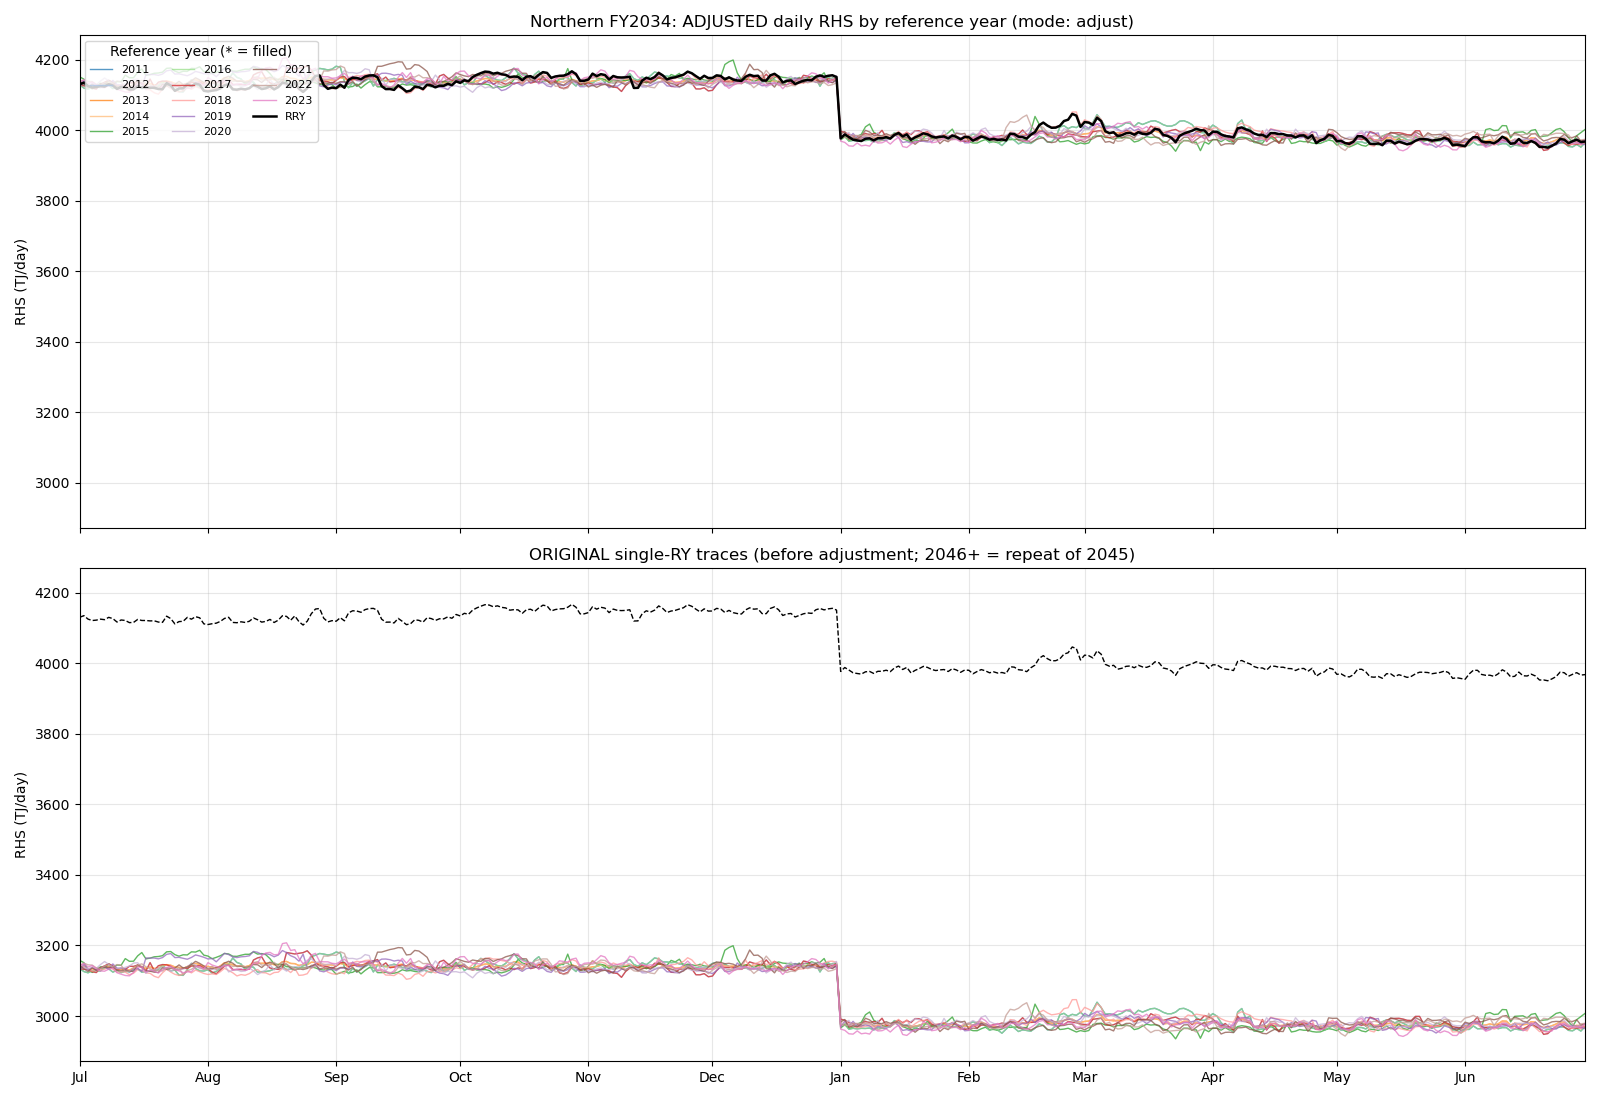 Northern FY2034: ADJUSTED daily RHS by reference year (mode: adjust)
RHS (TJ/day)
4200
4000
3800
3600
3400
3200
3000
Reference year (* = filled)
2011 2016 2021
2012 2017 2022
2013 2018 2023
2014 2019 RRY
2015 2020
ORIGINAL single-RY traces (before adjustment; 2046+ = repeat of 2045)
RHS (TJ/day)
4200
4000
3800
3600
3400
3200
3000
Jul Aug Sep Oct Nov Dec Jan Feb Mar Apr May Jun